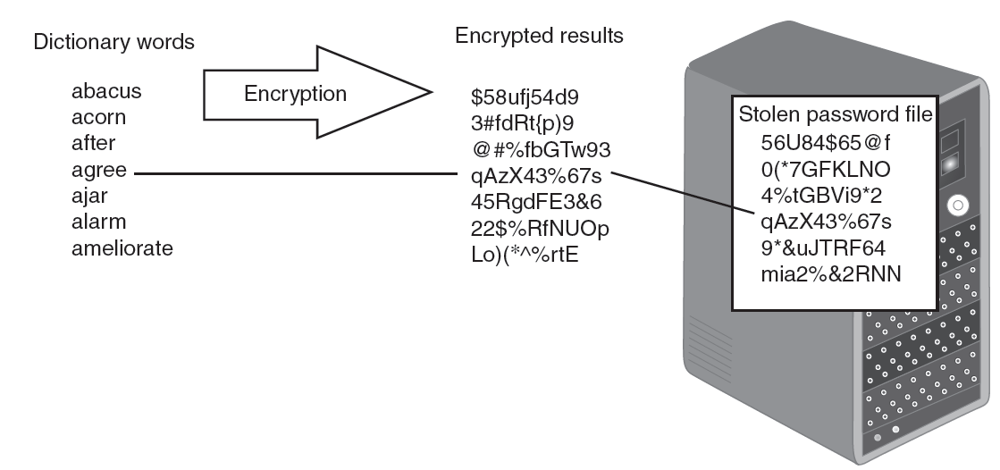 Dictionary words
abacus
acorn
after
agree
ajar
alarm
ameliorate
Encryption
Encrypted results
$58ufj54d9
3#fdRt{p)9
@#%fbGTw93
qAzX43%67s
45RgdFE3&6
22$%RfNUOp
Lo)(*^%rtE
Stolen password file
56U84$65@f
0(*7GFKLNO
4%tGBVi9*2
qAzX43%67s
9*&uJTRF64
mia2%&2RNN